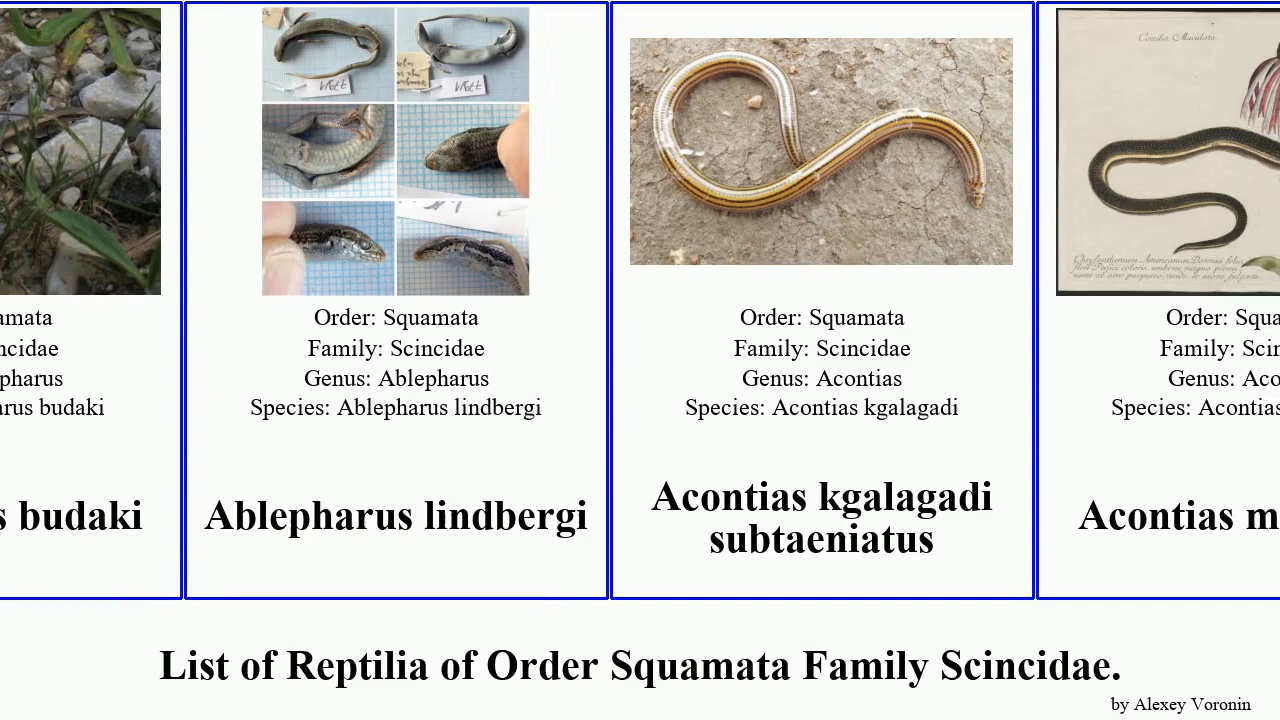 amata
ncidae
pharus
arus budaki
s budaki
Order: Squamata
Family: Scincidae
Genus: Ablepharus
Species: Ablepharus lindbergi
Ablepharus lindbergi
Order: Squamata
Family: Scincidae
Genus: Acontias
Species: Acontias kgalagadi
Acontias kgalagadi
subtaeniatus
Order: Squa
Family: Scin
Genus: Aco
Species: Acontias
Acontias m
List of Reptilia of Order Squamata Family Scincidae.
by Alexey Voronin